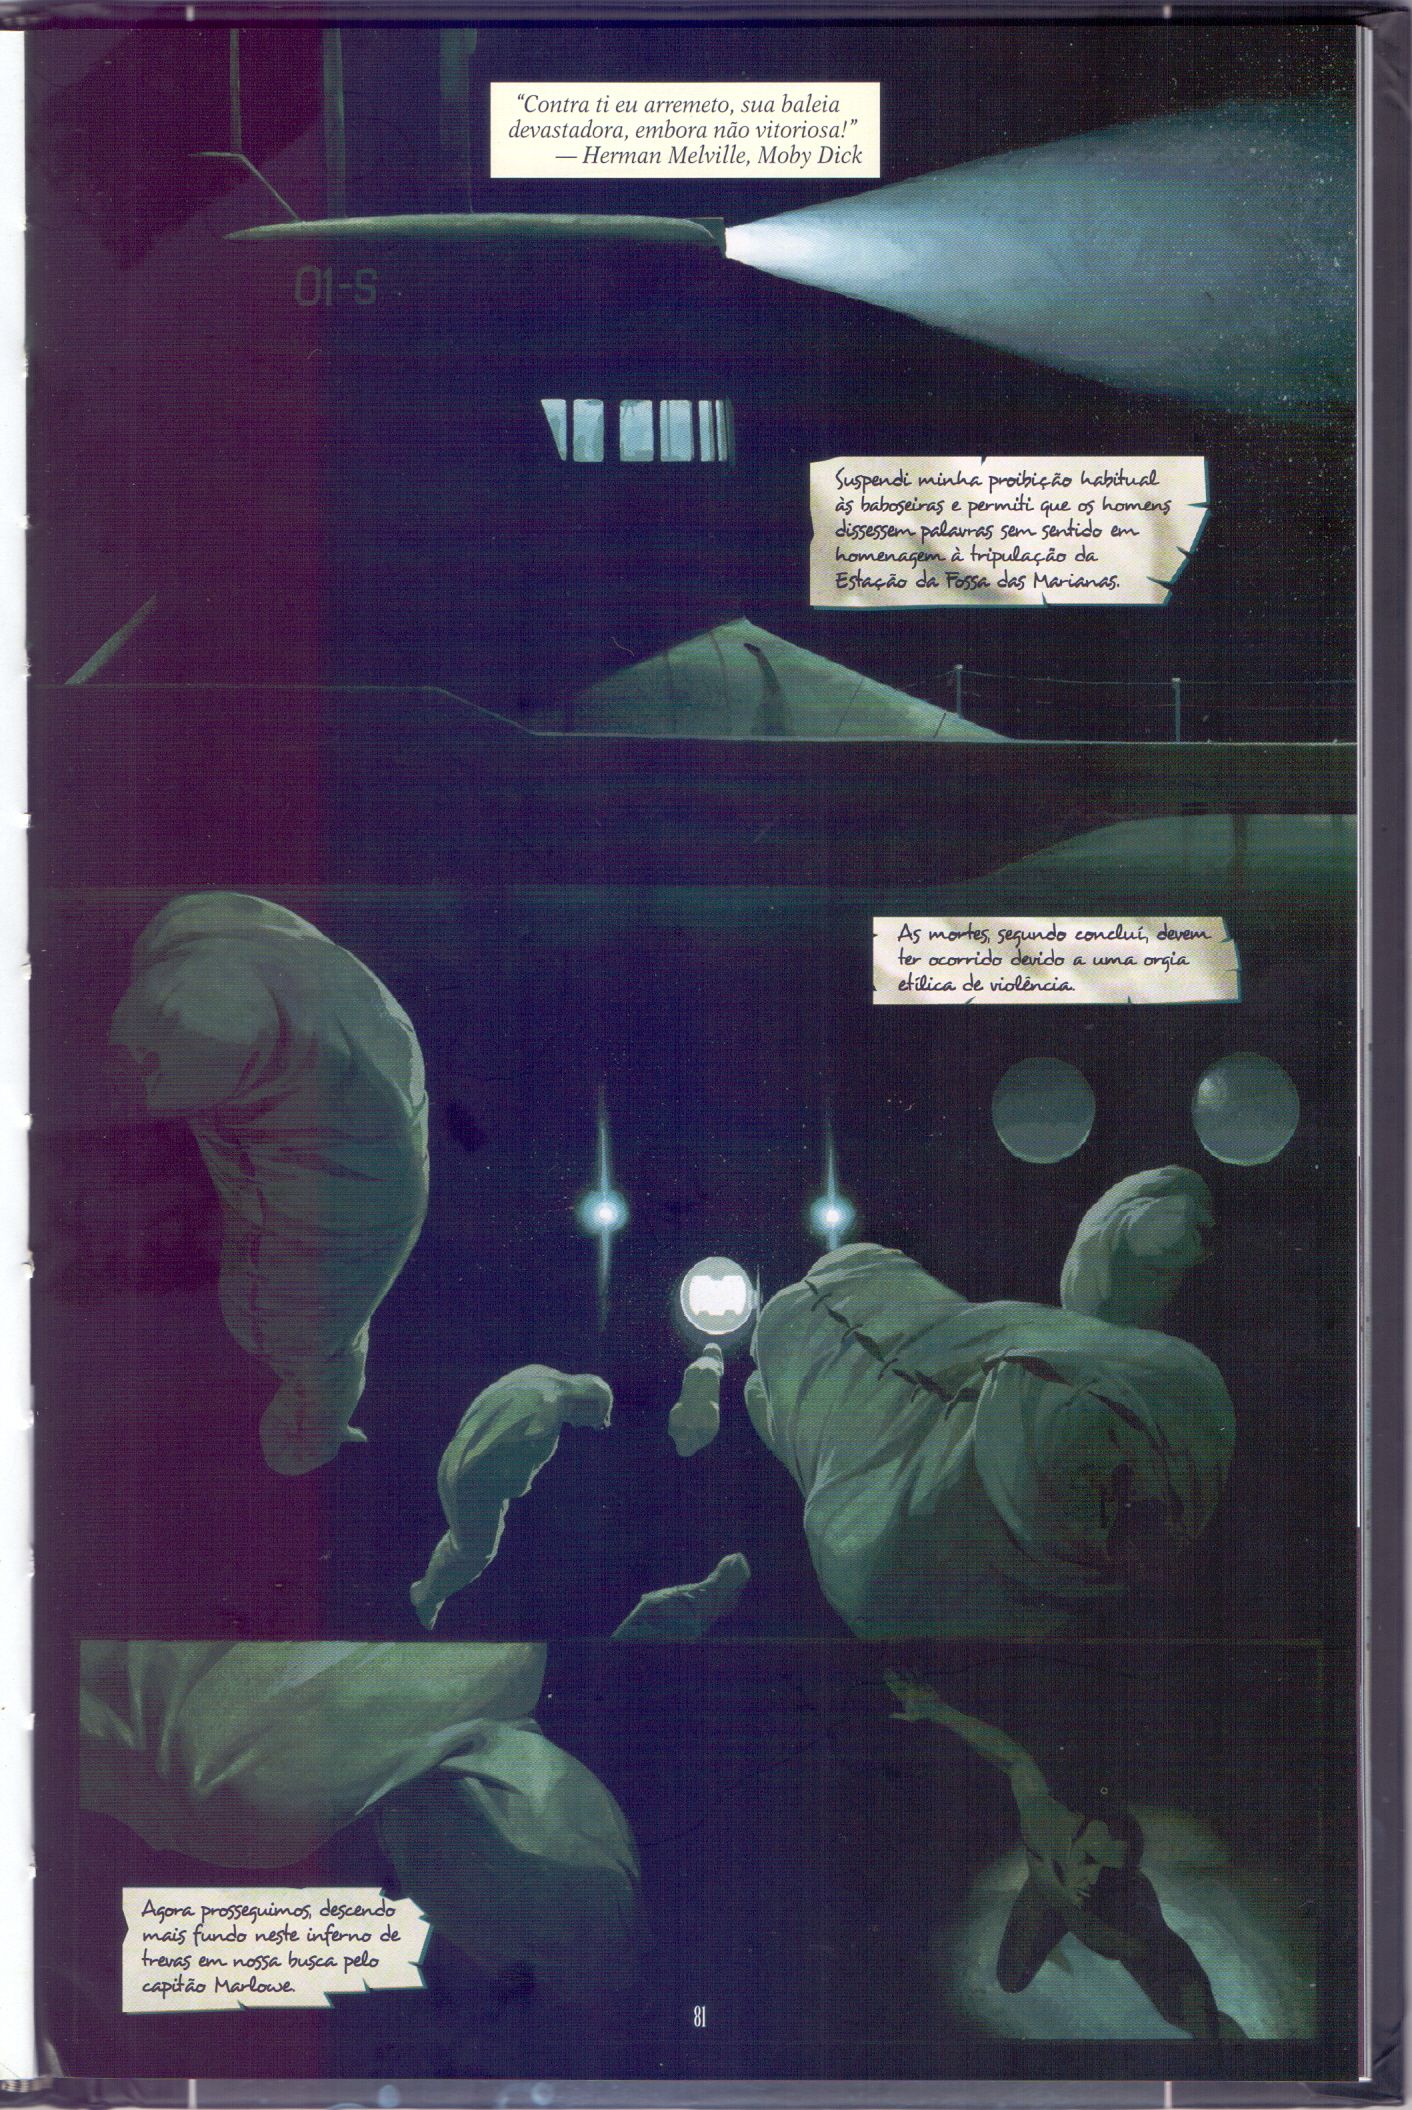 “Contra ti eu arremeto, sua baleia
devastadora, embora não vitoriosa!”
— Herman Melville, Moby Dick
01-S
Suspendi minha proibição habitual
às baboseiras e permiti que os homens
dissessem palavras sem sentido em
homenagem à tripulação da
Estação da Fossa das Marianas.
As mortes, segundo concluí, devem
ter ocorrido devido a uma orgia
etílica de violência.
Agora prosseguimos, descendo
mais fundo neste inferno de
trevas em nossa busca pelo
capitão Marlowe.
81